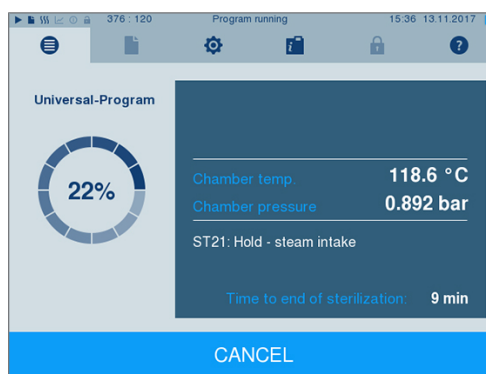 376 : 120 Program running 15:36 13.11.2017
i ?
Universal-Program
22%
Chamber temp. 118.6 °C
Chamber pressure 0.892 bar
ST21: Hold - steam intake
Time to end of sterilization: 9 min
CANCEL